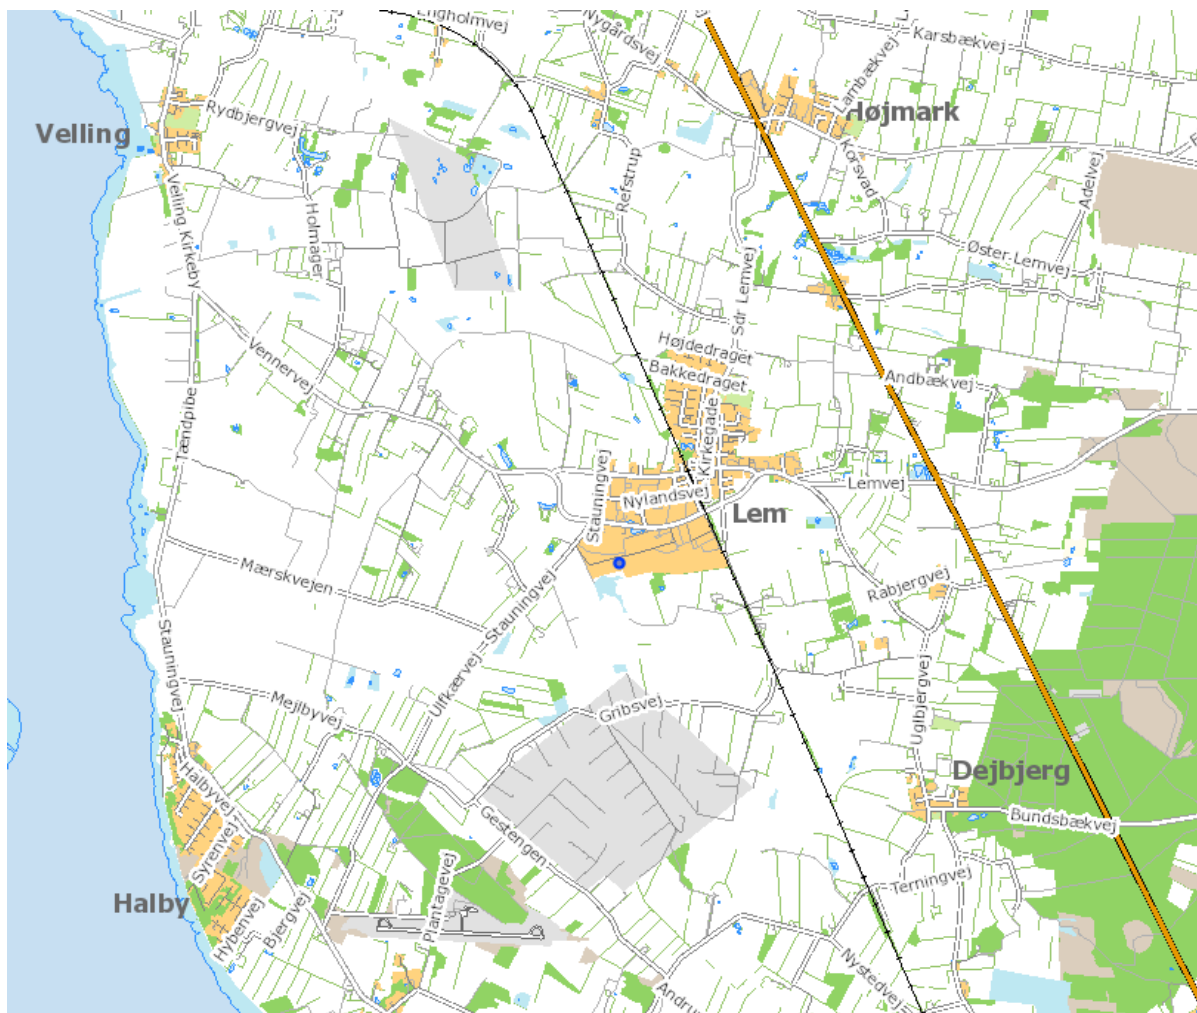 Engholmvej
Nygårdsvej
Karsbækvej
Lambækvej
Højmark
Rydbjergvej
Velling
Korsvad
Refstrup
Adelvej
Velling Kirkeby
Holmager
Øster Lemvej
Sdr Lemvej
Højdedraget
Vennervej
Bakkedraget
Andbækvej
Tændpibe
Kirkegade
Stauningvej
Nylandsvej
Lemvej
Lem
Mærskvejen
Rabjergvej
Stauningvej
Stauningvej
Ulfkærvej
Mejlbyvej
Gribsvej
Uglbjergvej
Halbyvej
Dejbjerg
Bundsbækvej
Gestengen
Syrenvej
Plantagevej
Terningvej
Halby
Hybenvej
Bjergvej
Nystedvej
Andru